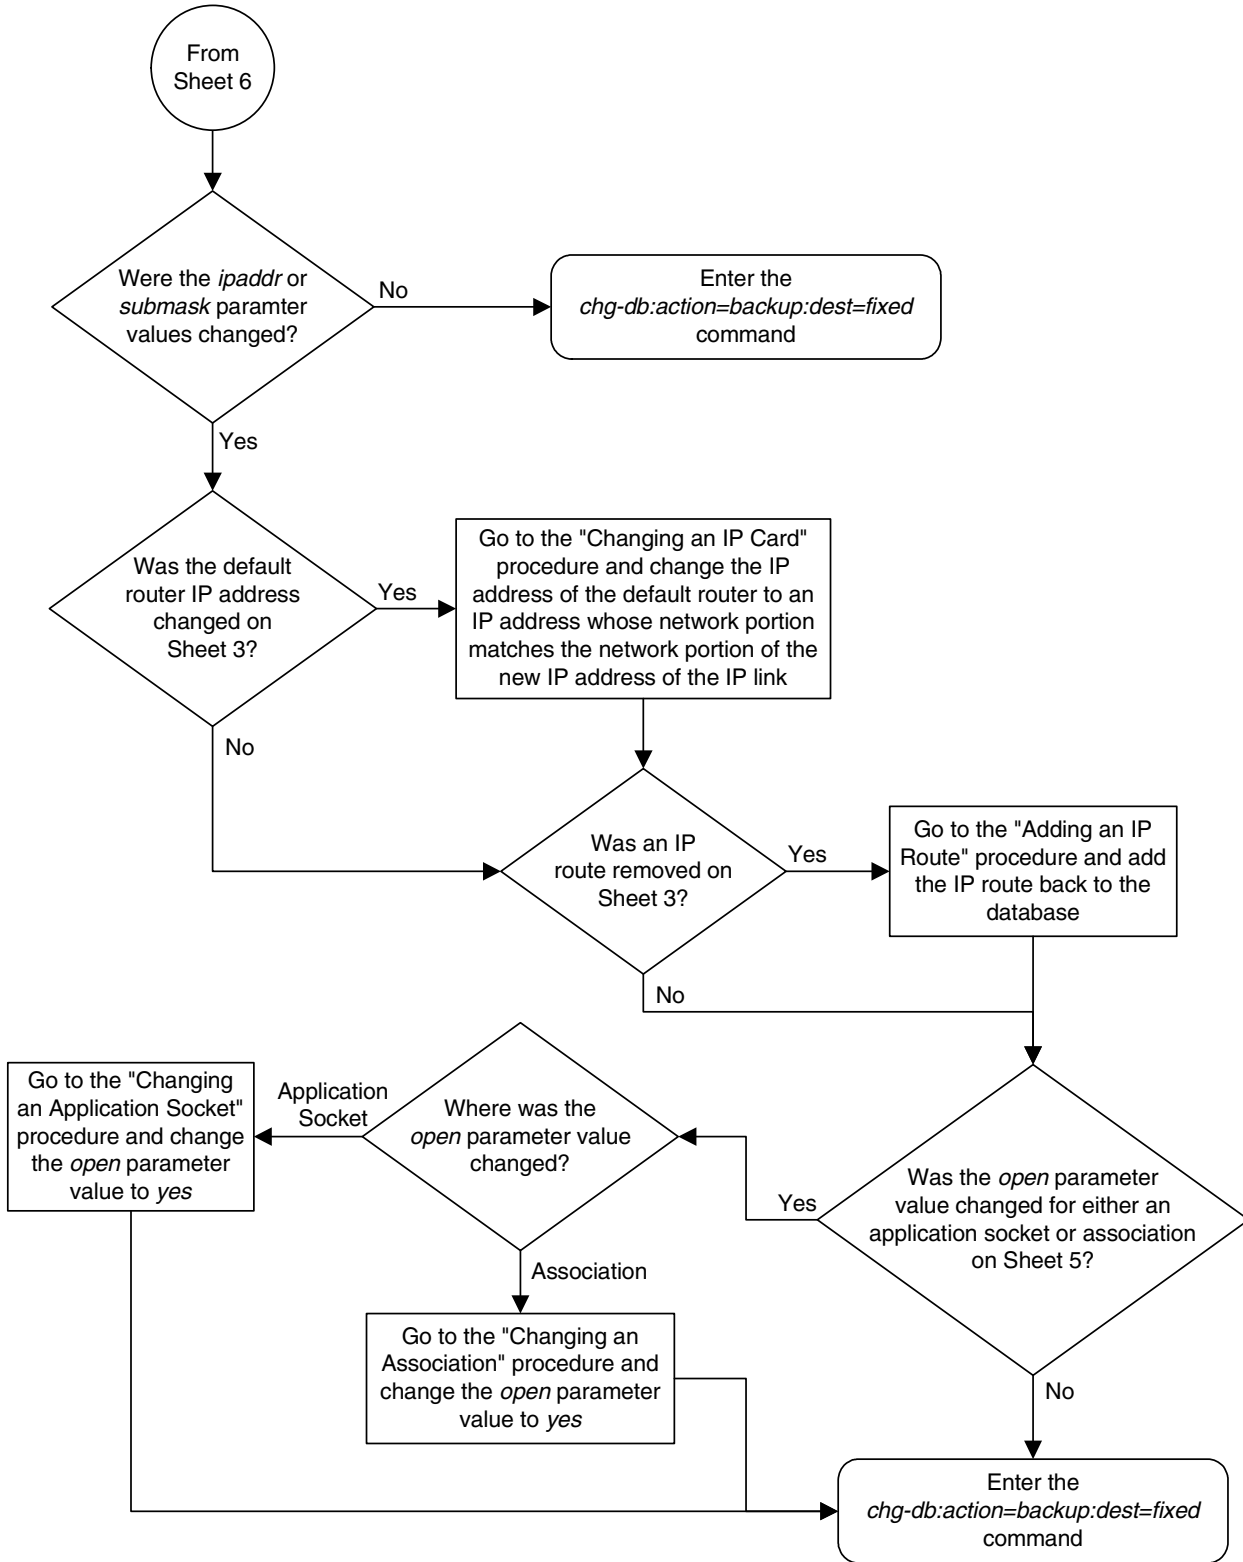 From
Sheet 6
Were the ipaddr or
submask paramter
values changed?
No
Enter the
chg-db:action=backup:dest=fixed
command
Yes
Was the default
router IP address
changed on
Sheet 3?
Yes
Go to the "Changing an IP Card"
procedure and change the IP
address of the default router to an
IP address whose network portion
matches the network portion of the
new IP address of the IP link
No
Was an IP
route removed on
Sheet 3?
Yes
Go to the "Adding an IP
Route" procedure and add
the IP route back to the
database
No
Go to the "Changing
an Application Socket"
procedure and change
the open parameter
value to yes
Application
Socket
Where was the
open parameter value
changed?
Yes
Was the open parameter
value changed for either an
application socket or association
on Sheet 5?
Association
Go to the "Changing an
Association" procedure and
change the open parameter
value to yes
No
Enter the
chg-db:action=backup:dest=fixed
command